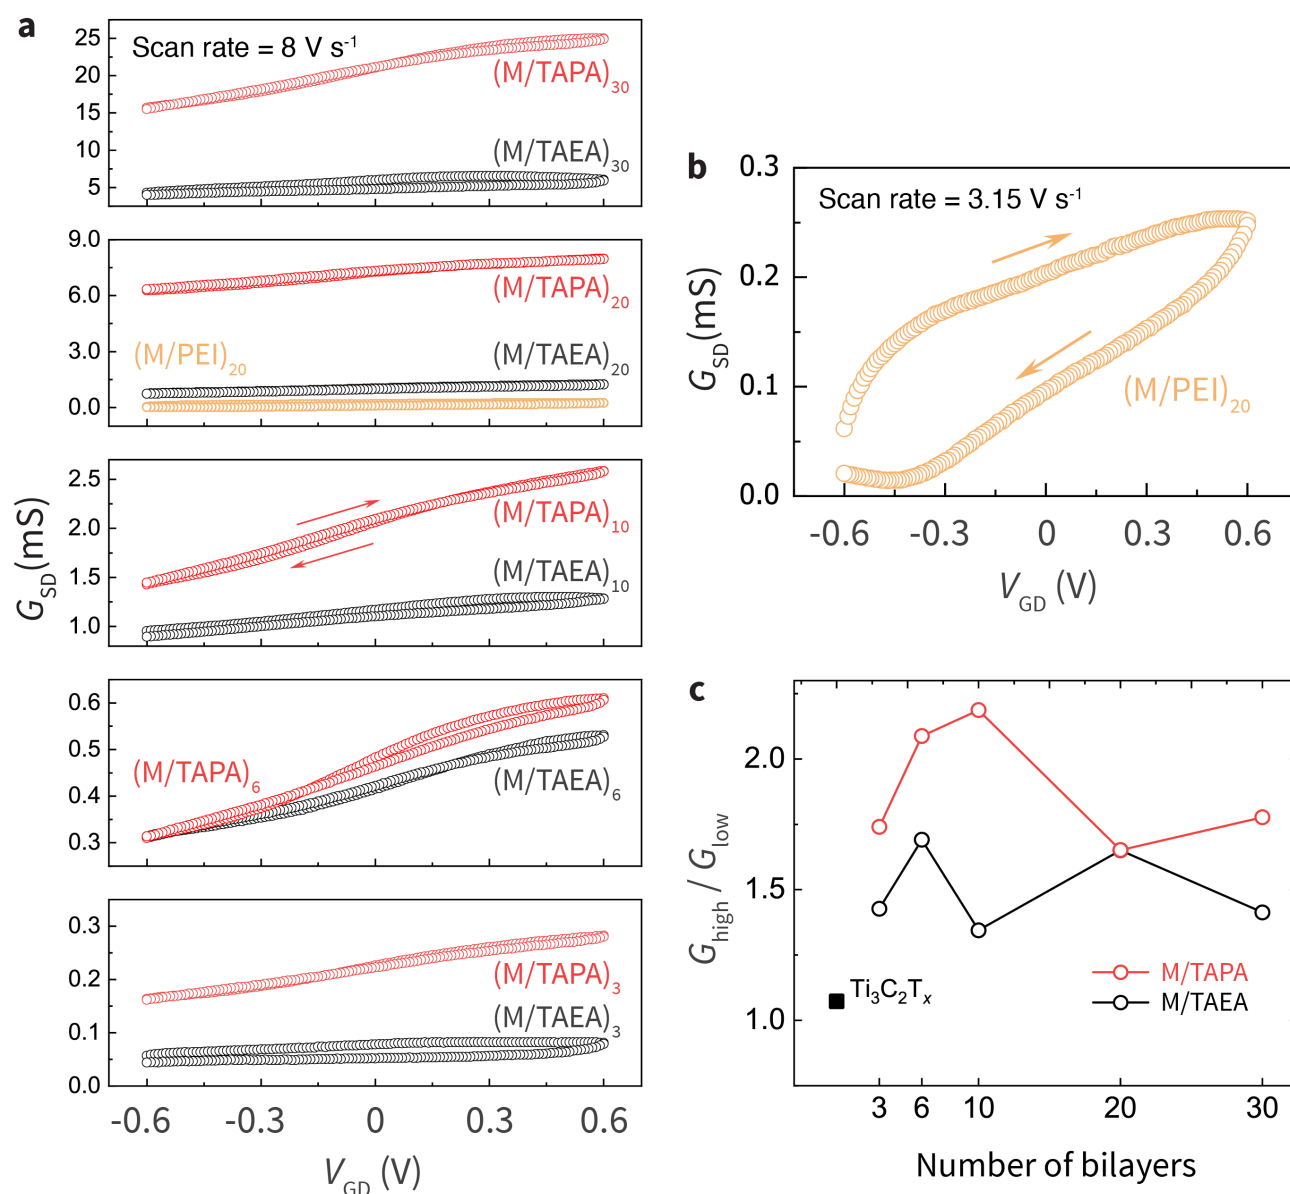 a
Scan rate = 8 V s-1
25
20
15
10
5
(M/TAPA)30
(M/TAEA)30
9.0
6.0
3.0
0.0
(M/TAPA)20
(M/PEI)20
(M/TAEA)20
2.5
2.0
1.5
1.0
(M/TAPA)10
(M/TAEA)10
GSD(mS)
0.6
0.5
0.4
0.3
(M/TAPA)6
(M/TAEA)6
0.3
0.2
0.1
0.0
(M/TAPA)3
(M/TAEA)3
-0.6 -0.3 0 0.3 0.6
VGD (V)
b
Scan rate = 3.15 V s-1
0.3
0.2
0.1
0.0
GSD(mS)
(M/PEI)20
-0.6 -0.3 0 0.3 0.6
VGD (V)
c
2.0
1.5
1.0
Ghigh / Glow
Ti3C2Tx
M/TAPA
M/TAEA
3 6 10 20 30
Number of bilayers